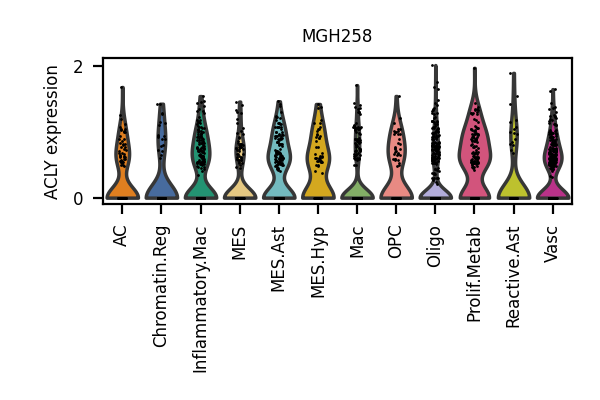 MGH258
ACLY expression
2
0
AC
Chromatin.Reg
Inflammatory.Mac
MES
MES.Ast
MES.Hyp
Mac
OPC
Oligo
Prolif.Metab
Reactive.Ast
Vasc